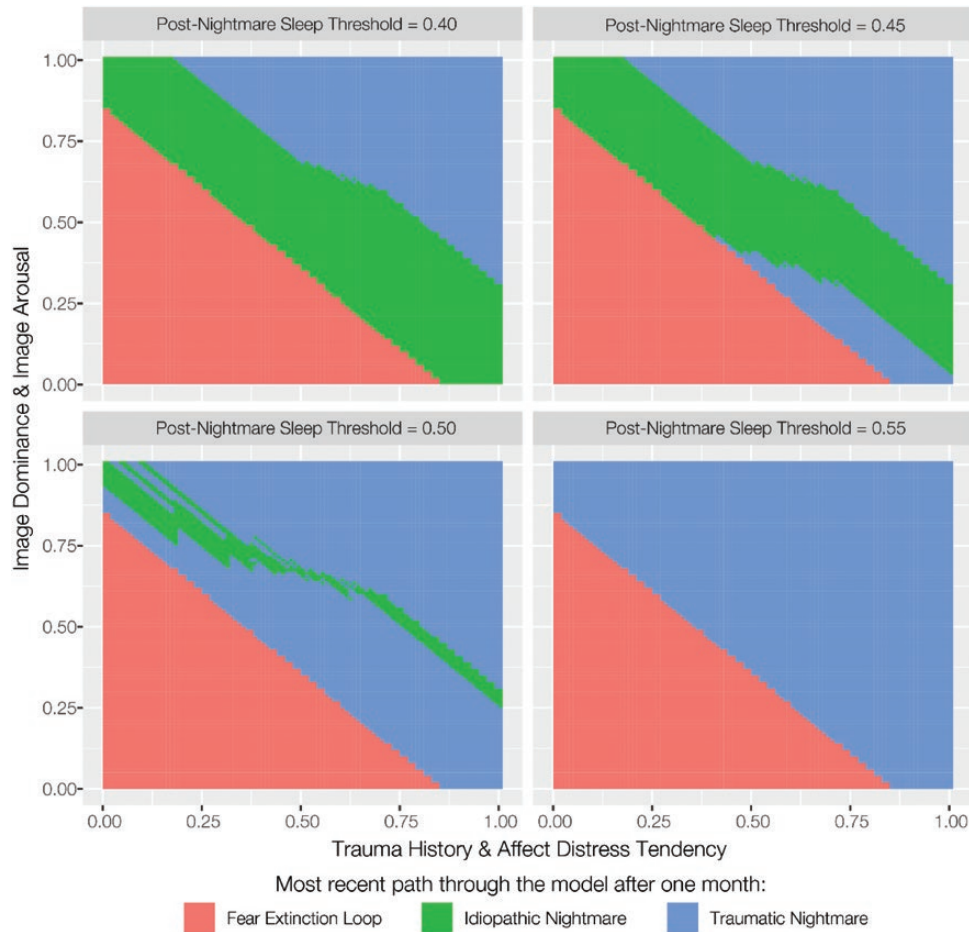 Post-Nightmare Sleep Threshold = 0.40
Post-Nightmare Sleep Threshold = 0.45
1.00
0.75
0.50
0.25
0.00
Image Dominance & Image Arousal
Post-Nightmare Sleep Threshold = 0.50
Post-Nightmare Sleep Threshold = 0.55
1.00
0.75
0.50
0.25
0.00
0.00 0.25 0.50 0.75 1.00
0.00 0.25 0.50 0.75 1.00
Trauma History & Affect Distress Tendency
Most recent path through the model after one month:
Fear Extinction Loop
Idiopathic Nightmare
Traumatic Nightmare